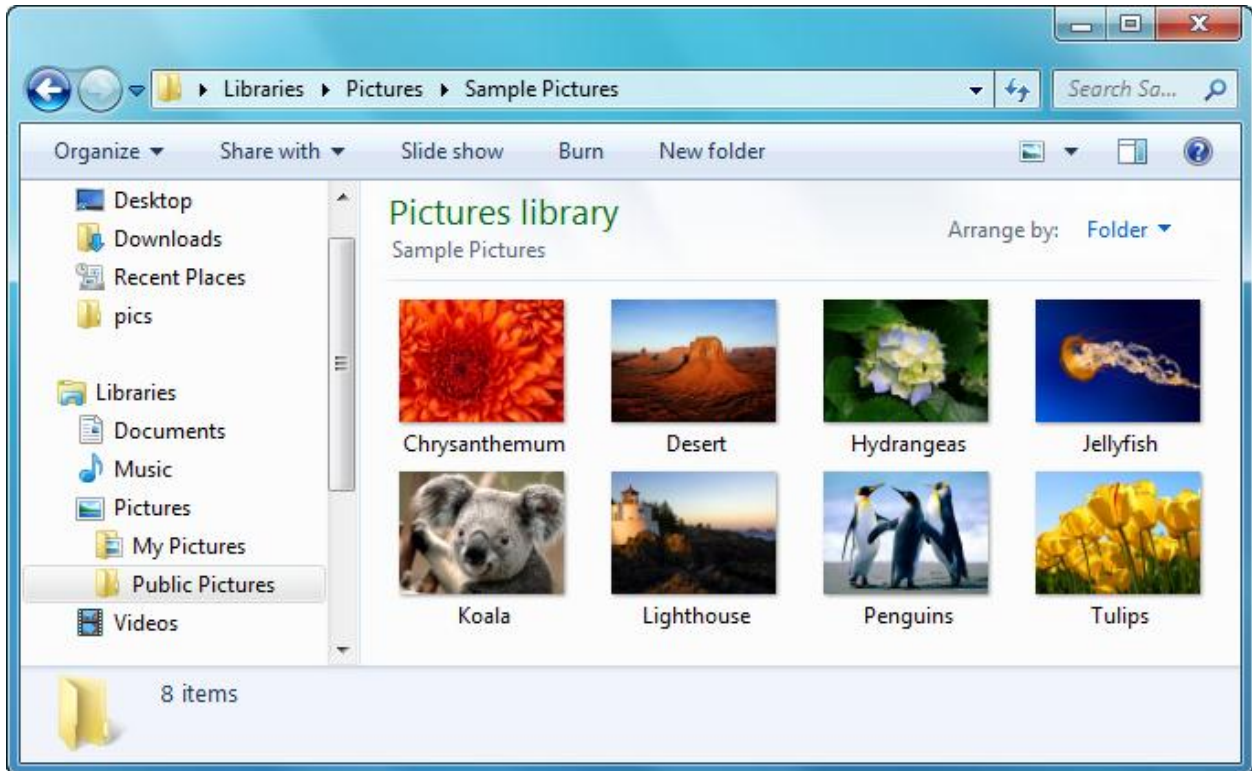 Libraries Pictures Sample Pictures
Search Sa...
Organize Share with Slide show Burn New folder
Desktop
Downloads
Recent Places
pics
Libraries
Documents
Music
Pictures
My Pictures
Public Pictures
Videos
Pictures library
Sample Pictures
Arrange by: Folder
Chrysanthemum Desert Hydrangeas Jellyfish
Koala Lighthouse Penguins Tulips
8 items